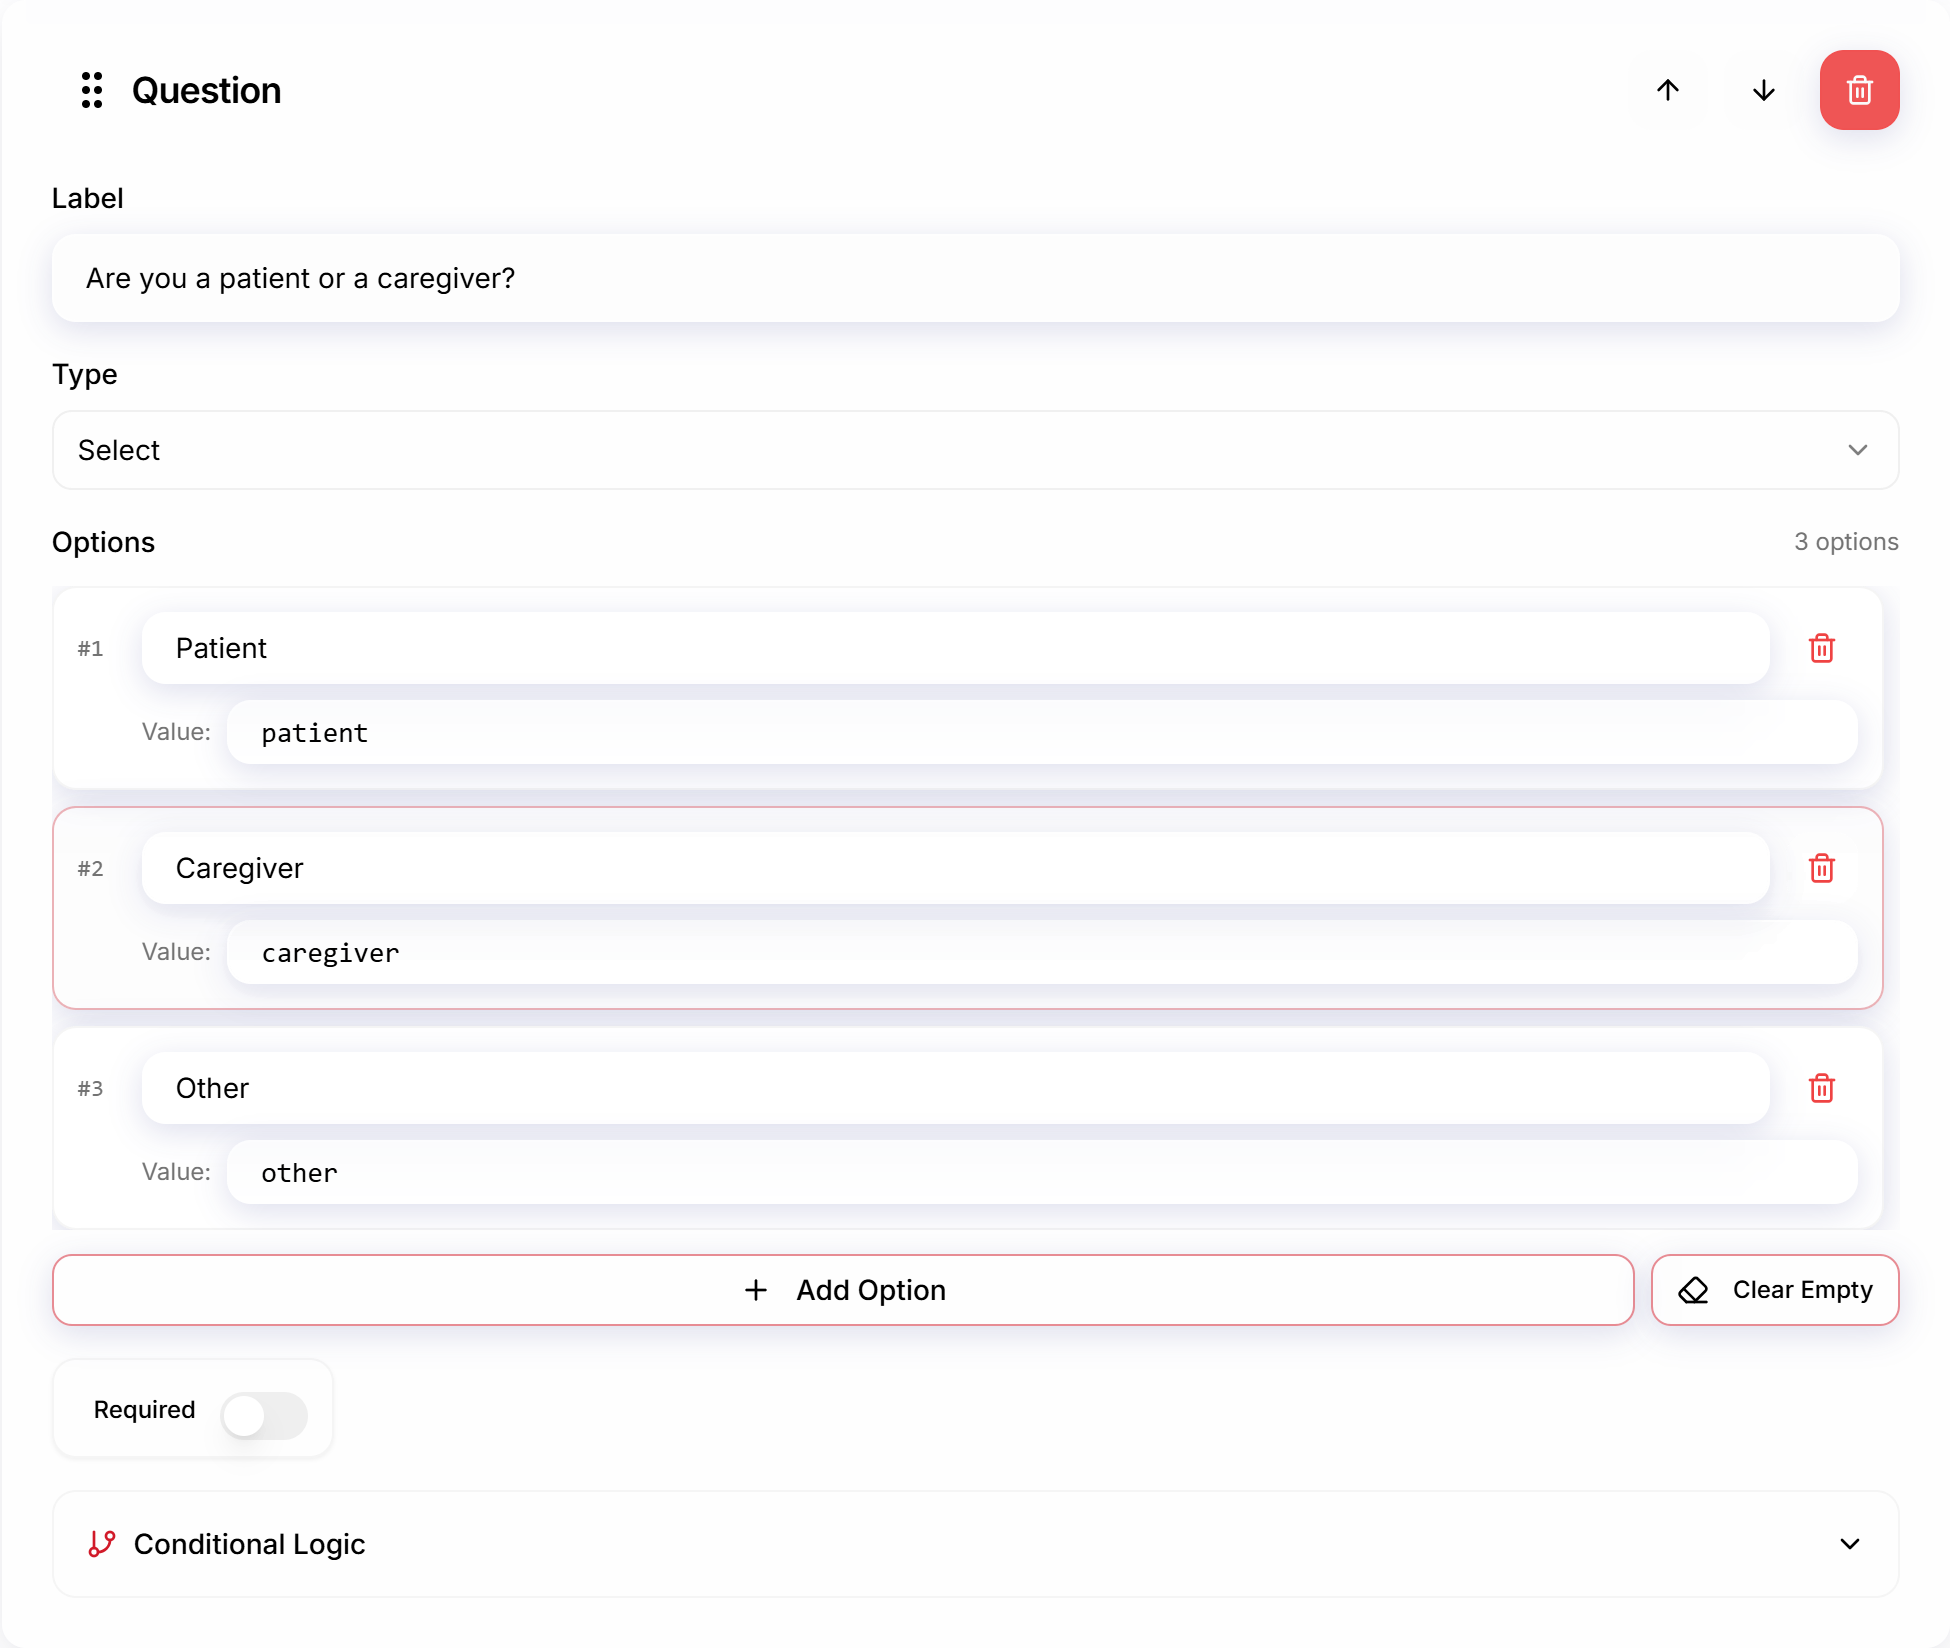 Question
Label
Are you a patient or a caregiver?
Type
Select
Options
3 options
#1
Patient
Value:
patient
#2
Caregiver
Value:
caregiver
#3
Other
Value:
other
Add Option
Clear Empty
Required
Conditional Logic